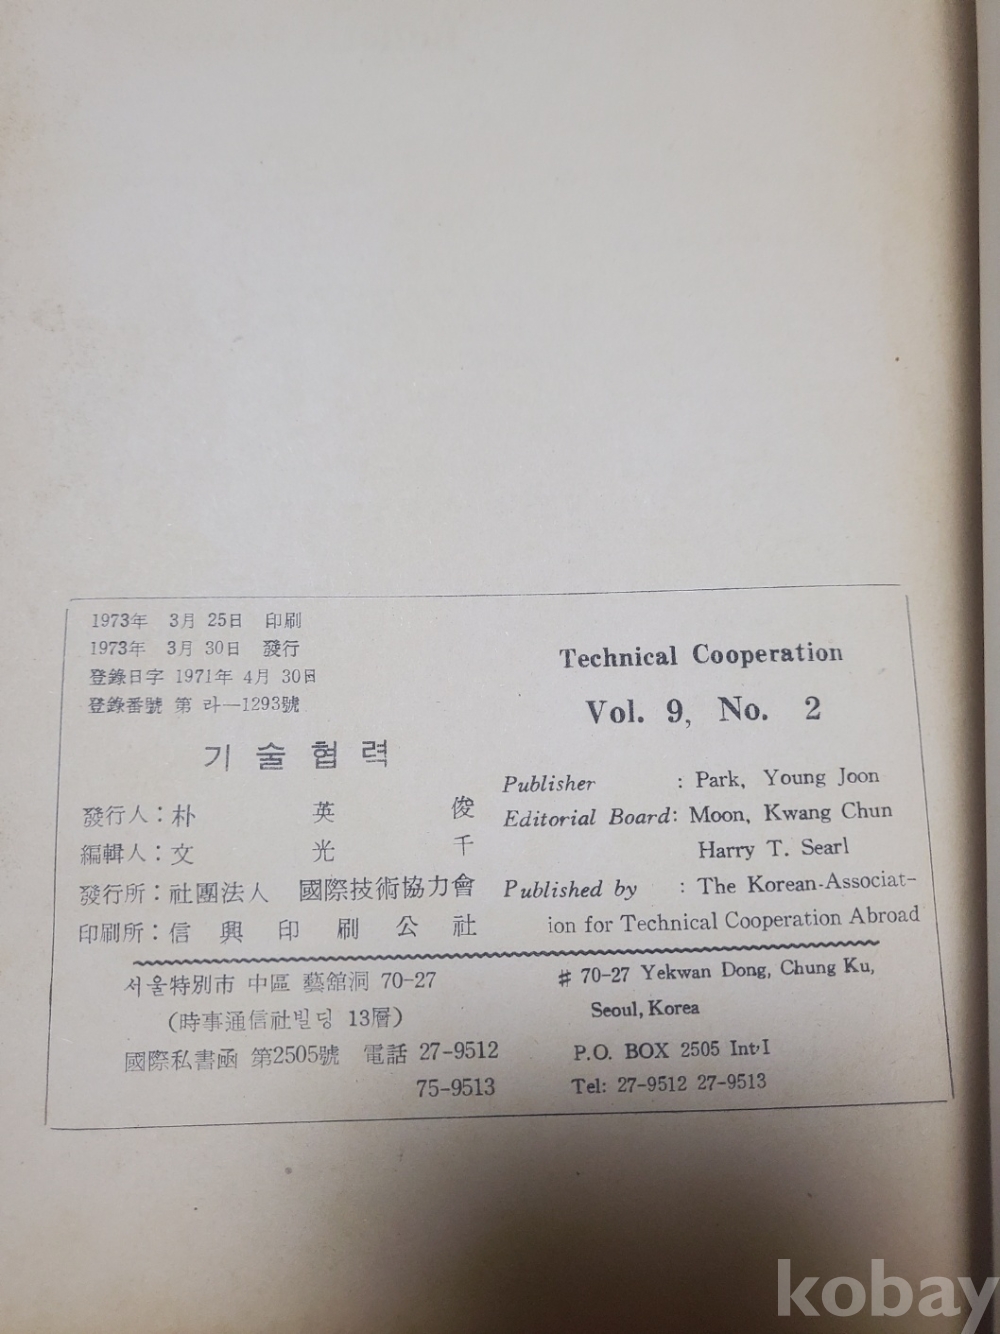 1973年 3月 25日 印刷
1973年 3月 30日 發行
登錄日字 1971年 4月 30日
登錄番號 第 라—1293號
기술협력
發行人：朴英俊
編輯人：文光千
發行所：社團法人 國際技術協力會
印刷所：信興印刷公社
Technical Cooperation
Vol. 9, No. 2
Publisher : Park, Young Joon
Editorial Board: Moon, Kwang Chun
Harry T. Searl
Published by : The Korean-Associat-
ion for Technical Cooperation Abroad
서울特別市 中區 藝館洞 70-27
(時事通信社빌딩 13層)
國際私書函 第2505號 電話 27-9512
75-9513
# 70-27 Yekwan Dong, Chung Ku,
Seoul, Korea
P.O. BOX 2505 Int'l
Tel: 27-9512 27-9513
kobay